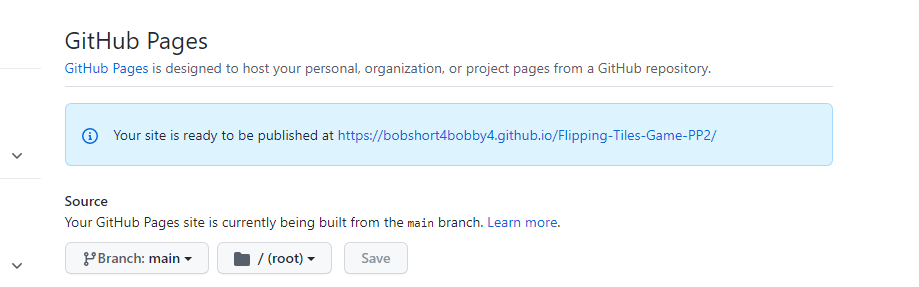 GitHub Pages
GitHub Pages is designed to host your personal, organization, or project pages from a GitHub repository.
Your site is ready to be published at https://bobshort4bobby4.github.io/Flipping-Tiles-Game-PP2/
Source
Your GitHub Pages site is currently being built from the main branch. Learn more.
Branch: main / (root) Save